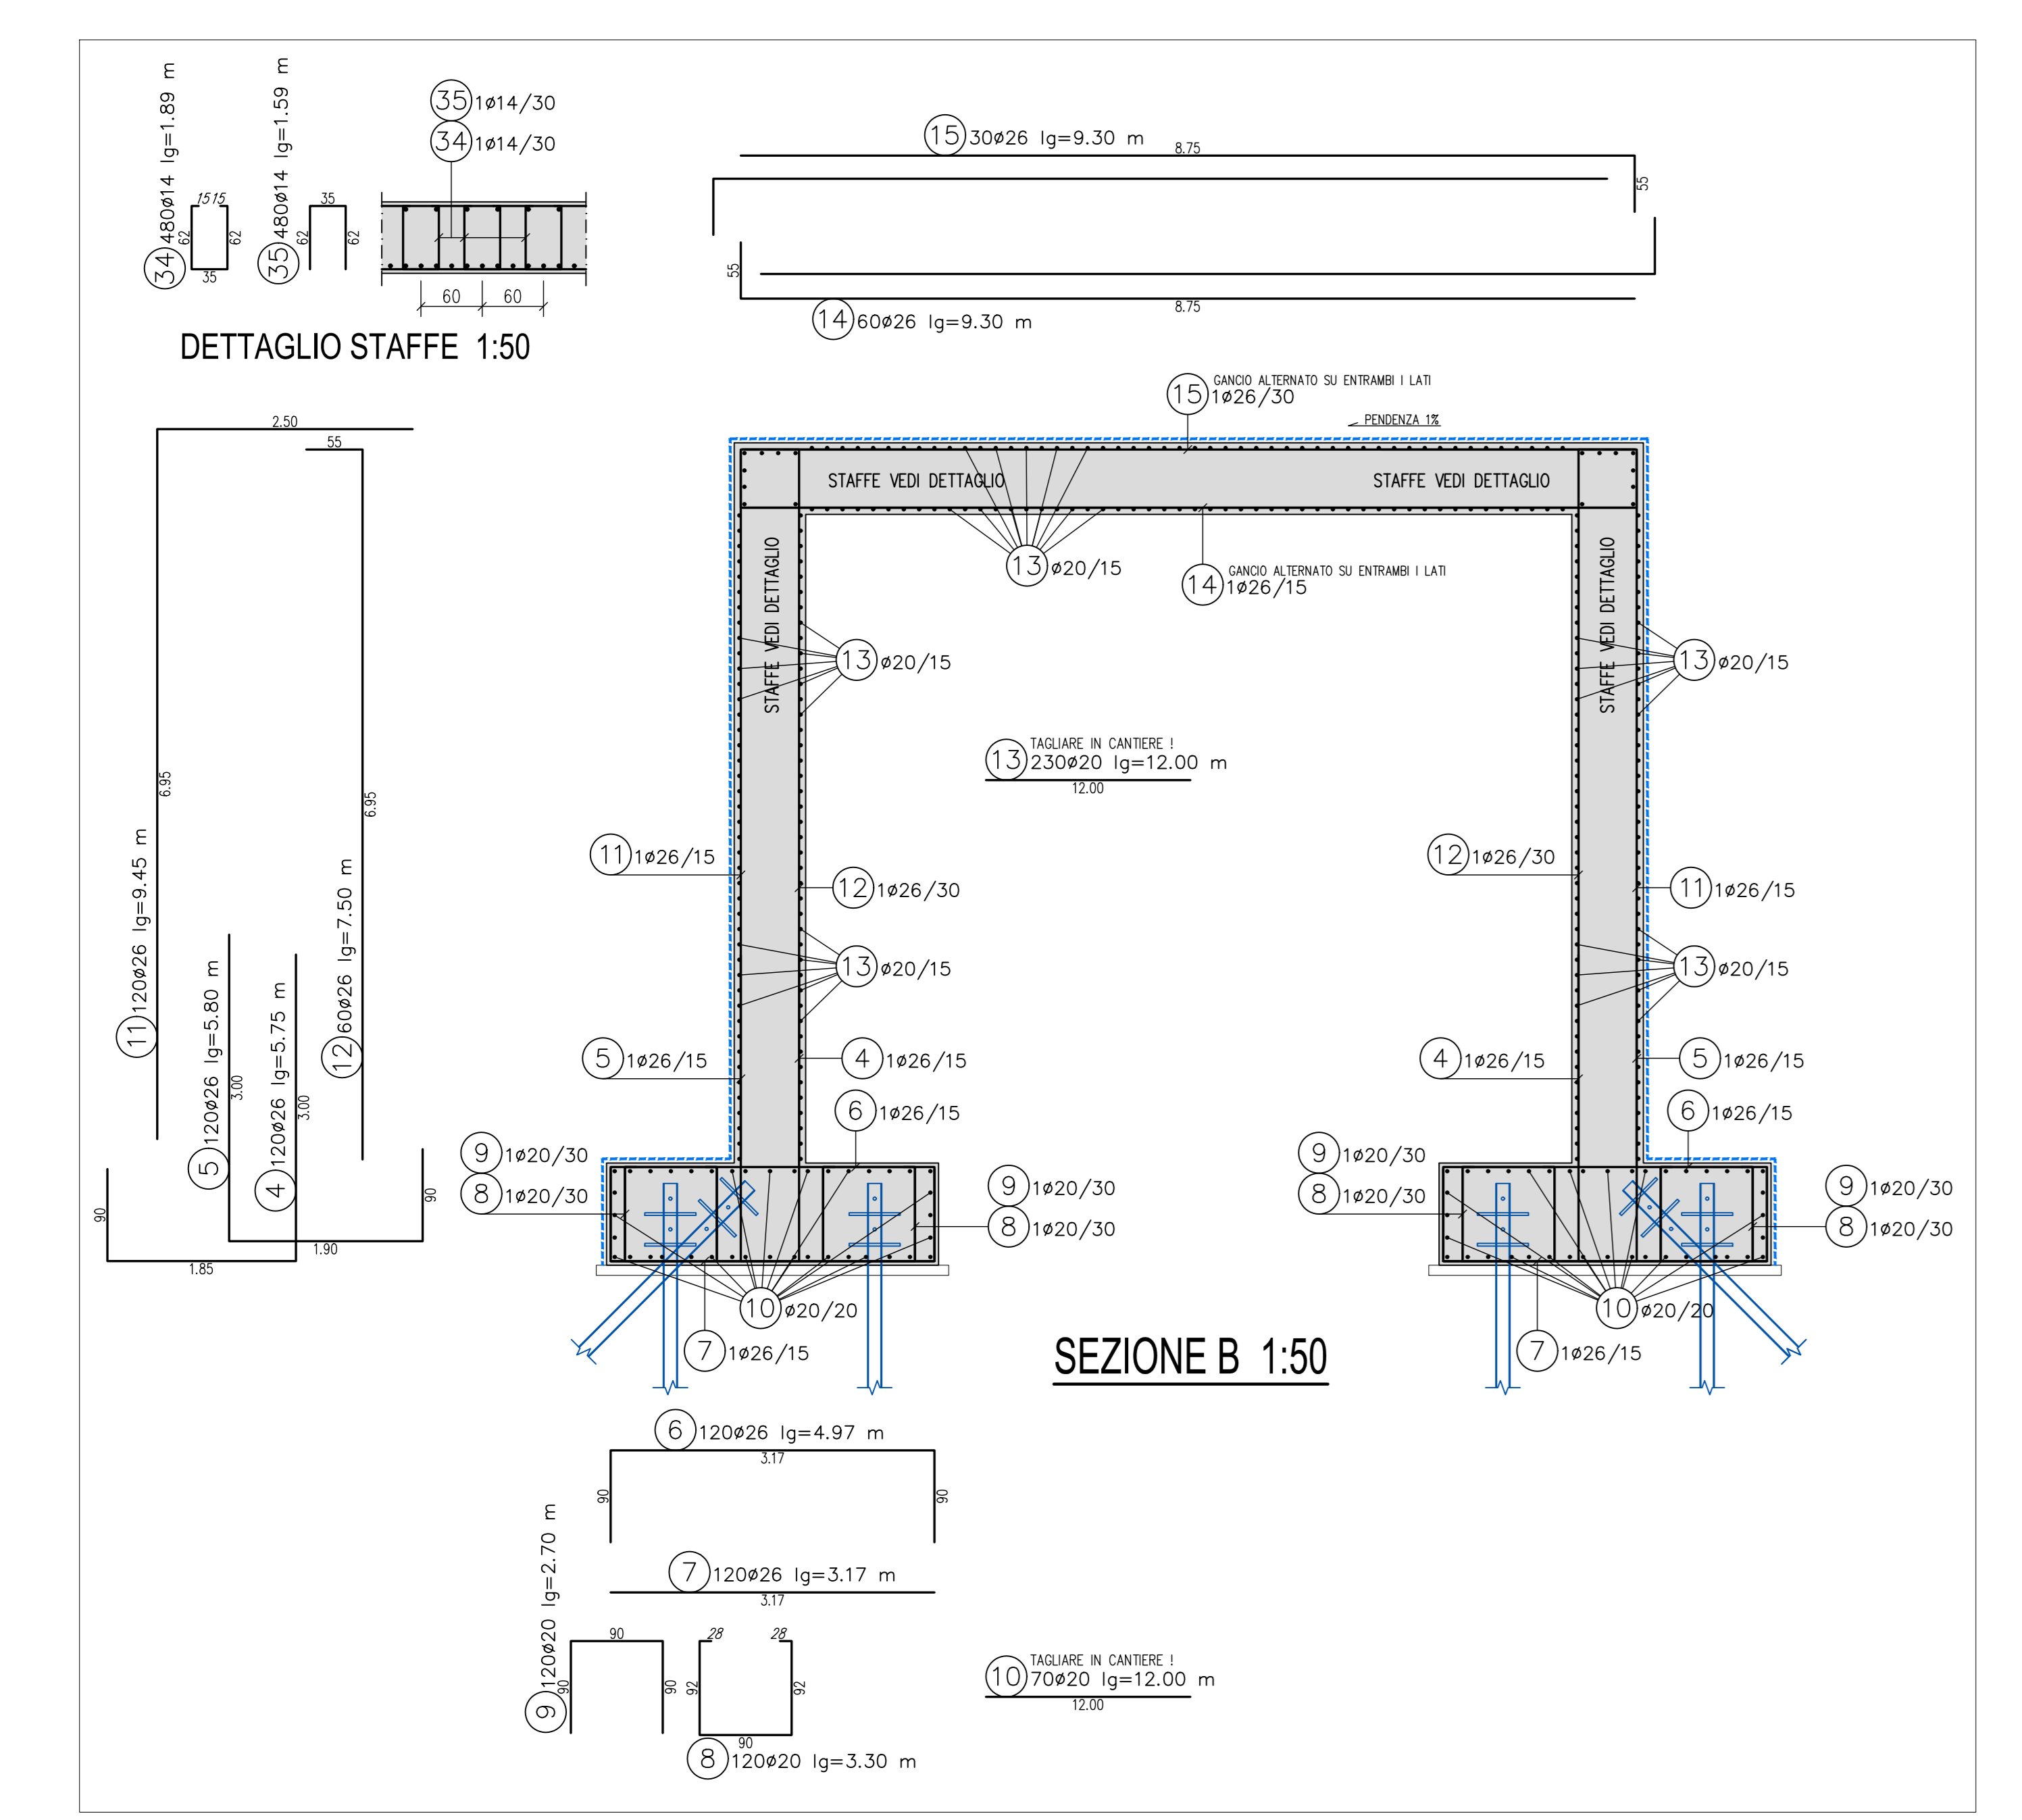 34 480ø14 lg=1.89 m
1515
62
62
35
35 480ø14 lg=1.59 m
35
62
62
35 1ø14/30
34 1ø14/30
60
60
DETTAGLIO STAFFE 1:50
15 30ø26 lg=9.30 m
8.75
55
55
8.75
14 60ø26 lg=9.30 m
GANCIO ALTERNATO SU ENTRAMBI I LATI
15 1ø26/30
PENDENZA 1%
STAFFE VEDI DETTAGLIO
STAFFE VEDI DETTAGLIO
13 ø20/15
GANCIO ALTERNATO SU ENTRAMBI I LATI
14 1ø26/15
STAFFE VEDI DETTAGLIO
STAFFE VEDI DETTAGLIO
13 ø20/15
13 ø20/15
TAGLIARE IN CANTIERE !
13 230ø20 lg=12.00 m
12.00
2.50
6.95
11 120ø26 lg=9.45 m
55
6.95
12 60ø26 lg=7.50 m
5 120ø26 lg=5.80 m
3.00
1.90
90
4 120ø26 lg=5.75 m
3.00
90
1.85
11 1ø26/15
12 1ø26/30
12 1ø26/30
11 1ø26/15
13 ø20/15
13 ø20/15
5 1ø26/15
4 1ø26/15
4 1ø26/15
5 1ø26/15
6 1ø26/15
6 1ø26/15
9 1ø20/30
8 1ø20/30
9 1ø20/30
8 1ø20/30
9 1ø20/30
8 1ø20/30
9 1ø20/30
8 1ø20/30
10 ø20/20
10 ø20/20
7 1ø26/15
7 1ø26/15
SEZIONE B 1:50
6 120ø26 lg=4.97 m
3.17
90
90
7 120ø26 lg=3.17 m
3.17
9 120ø20 lg=2.70 m
90
90
90
28
28
92
92
90
8 120ø20 lg=3.30 m
TAGLIARE IN CANTIERE !
10 70ø20 lg=12.00 m
12.00